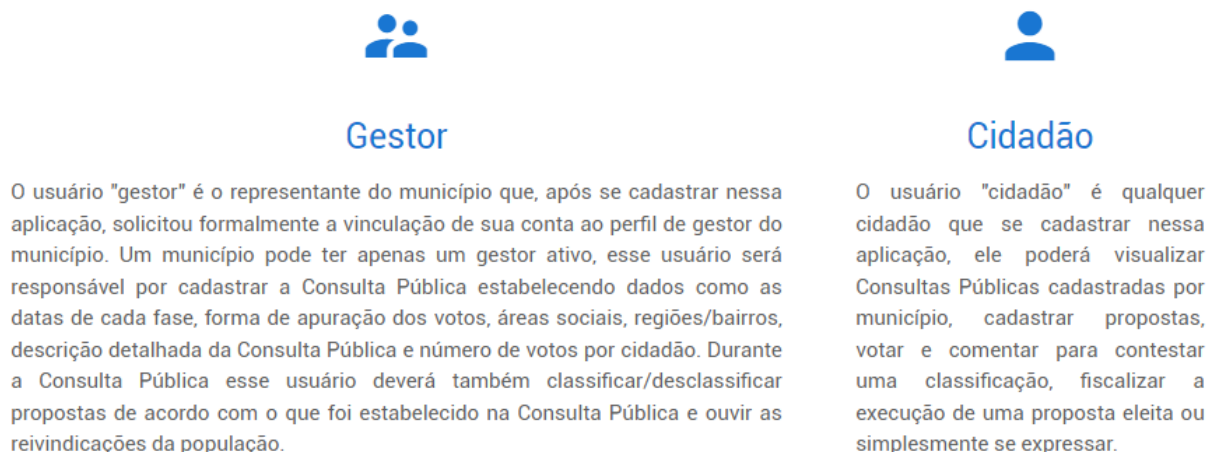 Gestor
O usuário "gestor" é o representante do município que, após se cadastrar nessa
aplicação, solicitou formalmente a vinculação de sua conta ao perfil de gestor do
município. Um município pode ter apenas um gestor ativo, esse usuário será
responsável por cadastrar a Consulta Pública estabelecendo dados como as
datas de cada fase, forma de apuração dos votos, áreas sociais, regiões/bairros,
descrição detalhada da Consulta Pública e número de votos por cidadão. Durante
a Consulta Pública esse usuário deverá também classificar/desclassificar
propostas de acordo com o que foi estabelecido na Consulta Pública e ouvir as
reivindicações da população.
Cidadão
O usuário "cidadão" é qualquer
cidadão que se cadastrar nessa
aplicação, ele poderá visualizar
Consultas Públicas cadastradas por
município, cadastrar propostas,
votar e comentar para contestar
uma classificação, fiscalizar a
execução de uma proposta eleita ou
simplesmente se expressar.